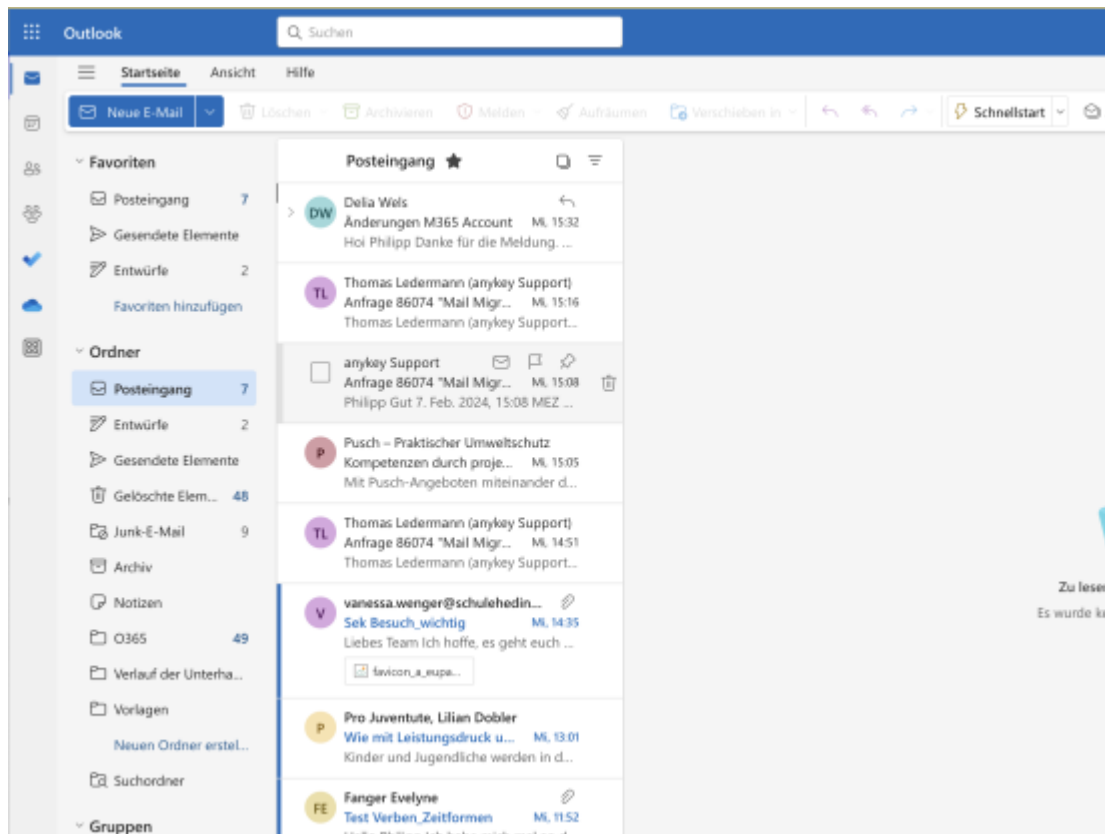 Outlook
Suchen
Startseite Ansicht Hilfe
Neue E-Mail Löschen Archivieren Melden Aufräumen Verschieben in Schnellstart
Favoriten
Posteingang 7
Gesendete Elemente
Entwürfe 2
Favoriten hinzufügen
Ordner
Posteingang 7
Entwürfe 2
Gesendete Elemente
Gelöschte Elem... 48
Junk-E-Mail 9
Archiv
Notizen
O365 49
Verlauf der Unterha...
Vorlagen
Neuen Ordner erstel...
Suchordner
Gruppen
Posteingang
DW
Delia Wels
Änderungen M365 Account Mi, 15:32
Hoi Philipp Danke für die Meldung. ...
TL
Thomas Ledermann (anykey Support)
Anfrage 86074 "Mail Migr... Mi, 15:16
Thomas Ledermann (anykey Support...
anykey Support
Anfrage 86074 "Mail Migr... Mi, 15:08
Philipp Gut 7. Feb. 2024, 15:08 MEZ ...
P
Pusch – Praktischer Umweltschutz
Kompetenzen durch proje... Mi, 15:05
Mit Pusch-Angeboten miteinander d...
TL
Thomas Ledermann (anykey Support)
Anfrage 86074 "Mail Migr... Mi, 14:51
Thomas Ledermann (anykey Support...
V
vanessa.wenger@schulehedin...
Sek Besuch_wichtig Mi, 14:35
Liebes Team Ich hoffe, es geht euch ...
favicon_a_eupa...
P
Pro Juventute, Lilian Dobler
Wie mit Leistungsdruck u... Mi, 13:01
Kinder und Jugendliche werden in d...
FE
Fanger Evelyne
Test Verben_Zeitformen Mi, 11:52
Zu lese
Es wurde